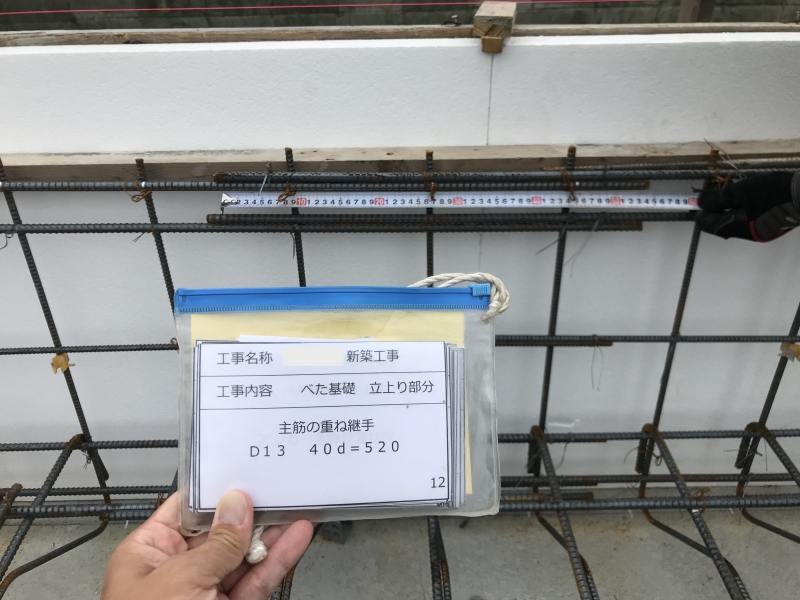 工事名称 新築工事
工事内容 べた基礎 立上り部分
主筋の重ね継手
D13 40d=520
12